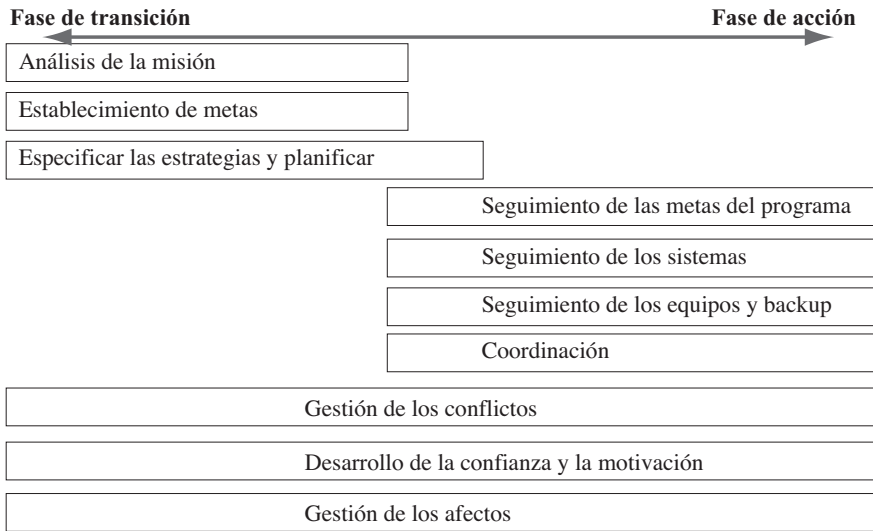 Fase de transición Fase de acción
Análisis de la misión
Establecimiento de metas
Especificar las estrategias y planificar
Seguimiento de las metas del programa
Seguimiento de los sistemas
Seguimiento de los equipos y backup
Coordinación
Gestión de los conflictos
Desarrollo de la confianza y la motivación
Gestión de los afectos